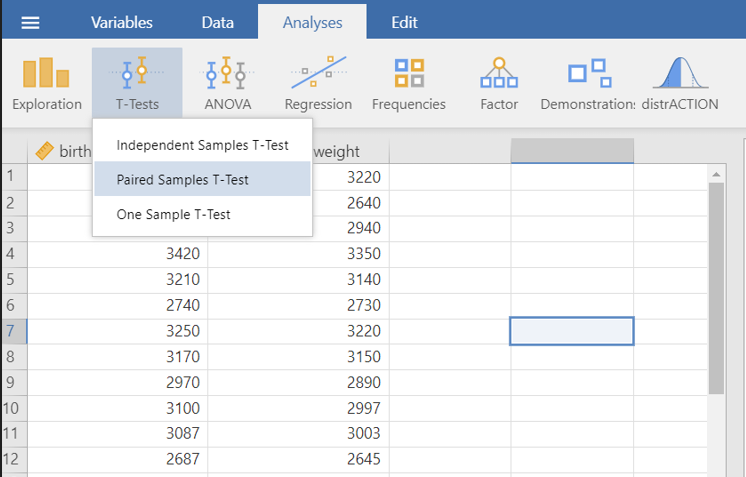 Variables Data Analyses Edit
Exploration T-Tests ANOVA Regression Frequencies Factor Demonstrations distrACTION
Independent Samples T-Test
Paired Samples T-Test
One Sample T-Test
birth weight
1 3220
2 2640
3 2940
4 3420 3350
5 3210 3140
6 2740 2730
7 3250 3220
8 3170 3150
9 2970 2890
10 3100 2997
11 3087 3003
12 2687 2645